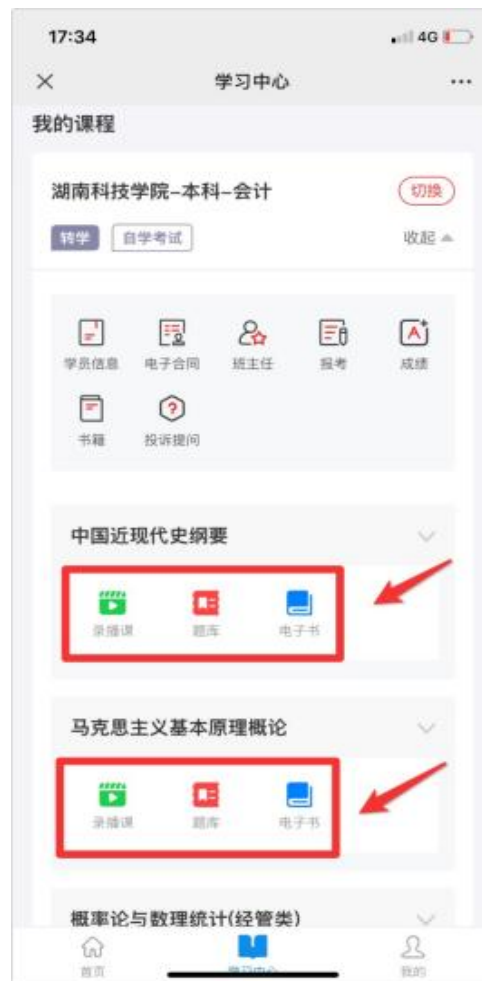 17:34
4G
学习中心
我的课程
湖南科技学院–本科–会计
切换
转学
自学考试
收起
学员信息
电子合同
班主任
报考
成绩
书籍
投诉提问
中国近现代史纲要
录播课
题库
电子书
马克思主义基本原理概论
录播课
题库
电子书
概率论与数理统计(经管类)
首页
学习中心
我的